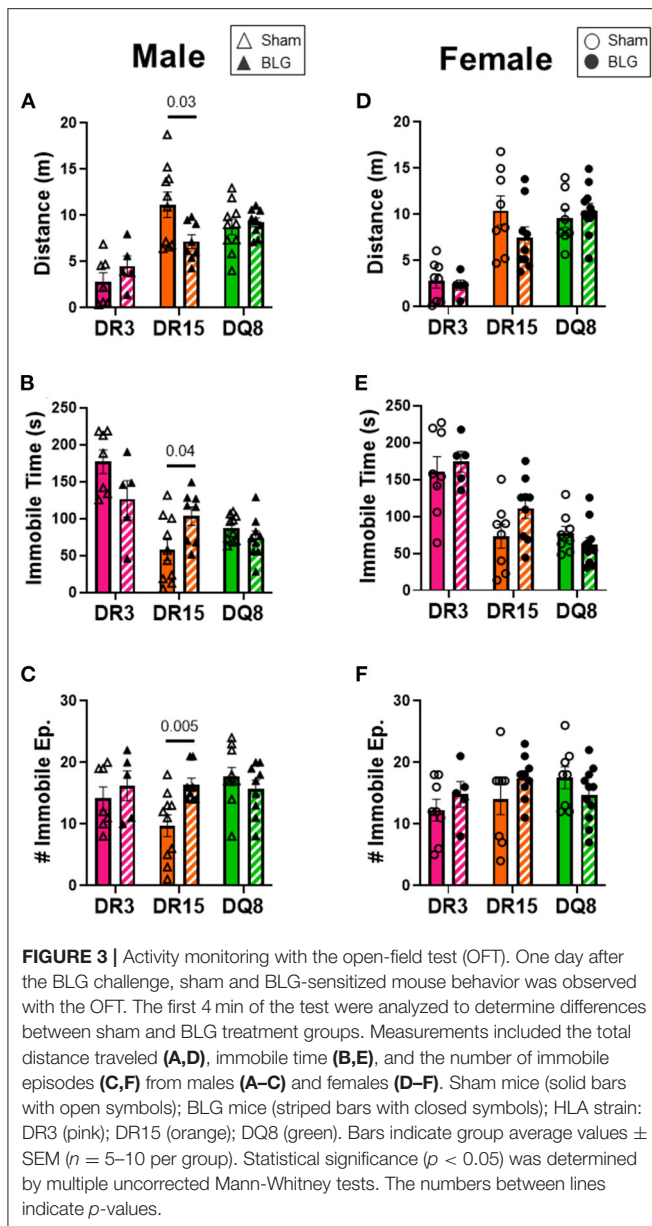 Male
△ Sham
▲ BLG
Female
○ Sham
● BLG
A
0.03
20
15
10
5
0
Distance (m)
DR3 DR15 DQ8
D
20
15
10
5
0
Distance (m)
DR3 DR15 DQ8
B
0.04
250
200
150
100
50
0
Immobile Time (s)
DR3 DR15 DQ8
E
250
200
150
100
50
0
Immobile Time (s)
DR3 DR15 DQ8
C
0.005
30
20
10
0
# Immobile Ep.
DR3 DR15 DQ8
F
30
20
10
0
# Immobile Ep.
DR3 DR15 DQ8
FIGURE 3 | Activity monitoring with the open-field test (OFT). One day after
the BLG challenge, sham and BLG-sensitized mouse behavior was observed
with the OFT. The first 4 min of the test were analyzed to determine differences
between sham and BLG treatment groups. Measurements included the total
distance traveled (A,D), immobile time (B,E), and the number of immobile
episodes (C,F) from males (A–C) and females (D–F). Sham mice (solid bars
with open symbols); BLG mice (striped bars with closed symbols); HLA strain:
DR3 (pink); DR15 (orange); DQ8 (green). Bars indicate group average values ±
SEM (n = 5–10 per group). Statistical significance (p < 0.05) was determined
by multiple uncorrected Mann-Whitney tests. The numbers between lines
indicate p-values.